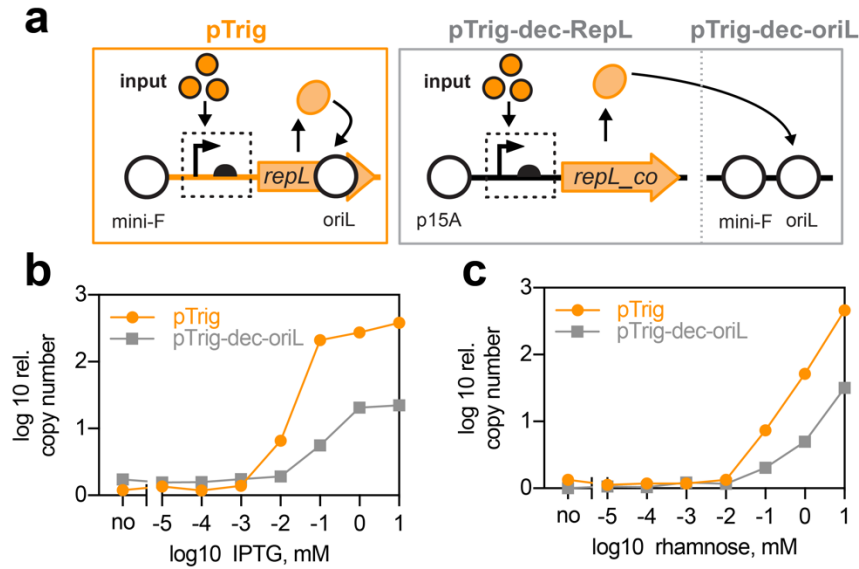 a
pTrig
pTrig-dec-RepL
pTrig-dec-oriL
input
repL
mini-F
oriL
input
repL_co
p15A
mini-F
oriL
b
3
2
1
0
log 10 rel.
copy number
pTrig
pTrig-dec-oriL
no -5 -4 -3 -2 -1 0 1
log10 IPTG, mM
c
3
2
1
0
log 10 rel.
copy number
pTrig
pTrig-dec-oriL
no -5 -4 -3 -2 -1 0 1
log10 rhamnose, mM